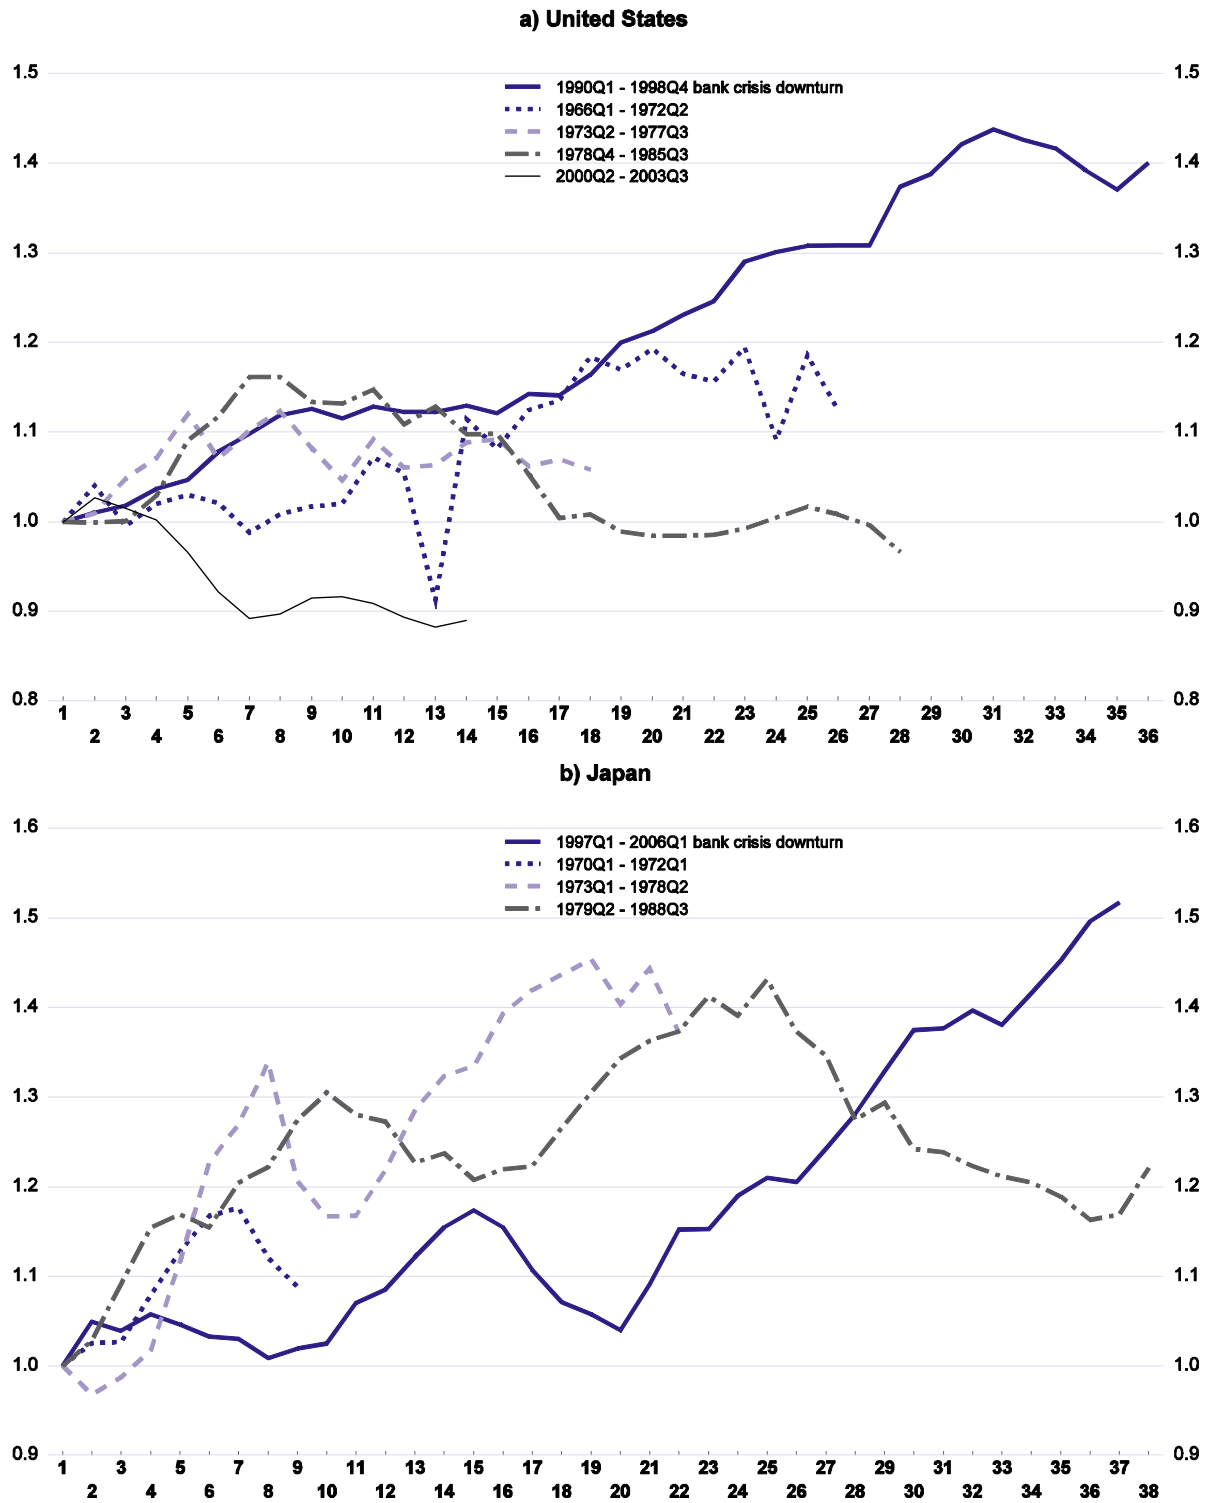 a) United States
1.5 1.5
1990Q1 - 1998Q4 bank crisis downturn
1966Q1 - 1972Q2
1973Q2 - 1977Q3
1978Q4 - 1985Q3
2000Q2 - 2003Q3
1.4 1.4
1.3 1.3
1.2 1.2
1.1 1.1
1.0 1.0
0.9 0.9
0.8 0.8
1 3 5 7 9 11 13 15 17 19 21 23 25 27 29 31 33 35
2 4 6 8 10 12 14 16 18 20 22 24 26 28 30 32 34 36
b) Japan
1.6 1.6
1997Q1 - 2006Q1 bank crisis downturn
1970Q1 - 1972Q1
1973Q1 - 1978Q2
1979Q2 - 1988Q3
1.5 1.5
1.4 1.4
1.3 1.3
1.2 1.2
1.1 1.1
1.0 1.0
0.9 0.9
1 3 5 7 9 11 13 15 17 19 21 23 25 27 29 31 33 35 37
2 4 6 8 10 12 14 16 18 20 22 24 26 28 30 32 34 36 38